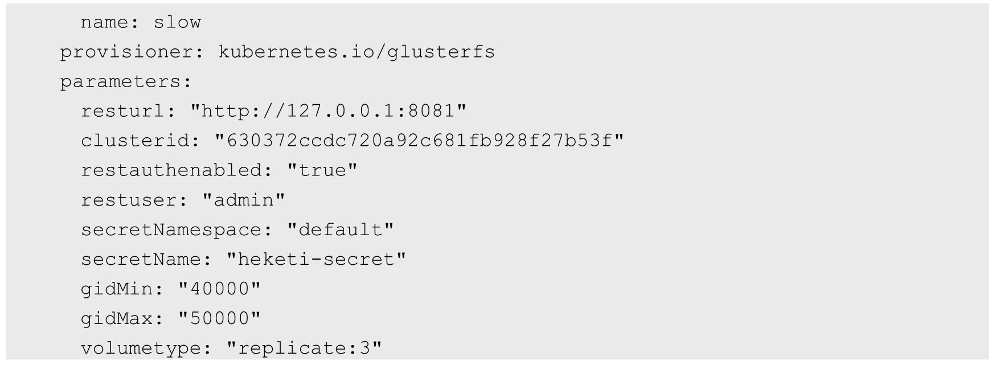 name: slow
provisioner: kubernetes.io/glusterfs
parameters:
resturl: "http://127.0.0.1:8081"
clusterid: "630372ccdc720a92c681fb928f27b53f"
restauthenabled: "true"
restuser: "admin"
secretNamespace: "default"
secretName: "heketi-secret"
gidMin: "40000"
gidMax: "50000"
volumetype: "replicate:3"